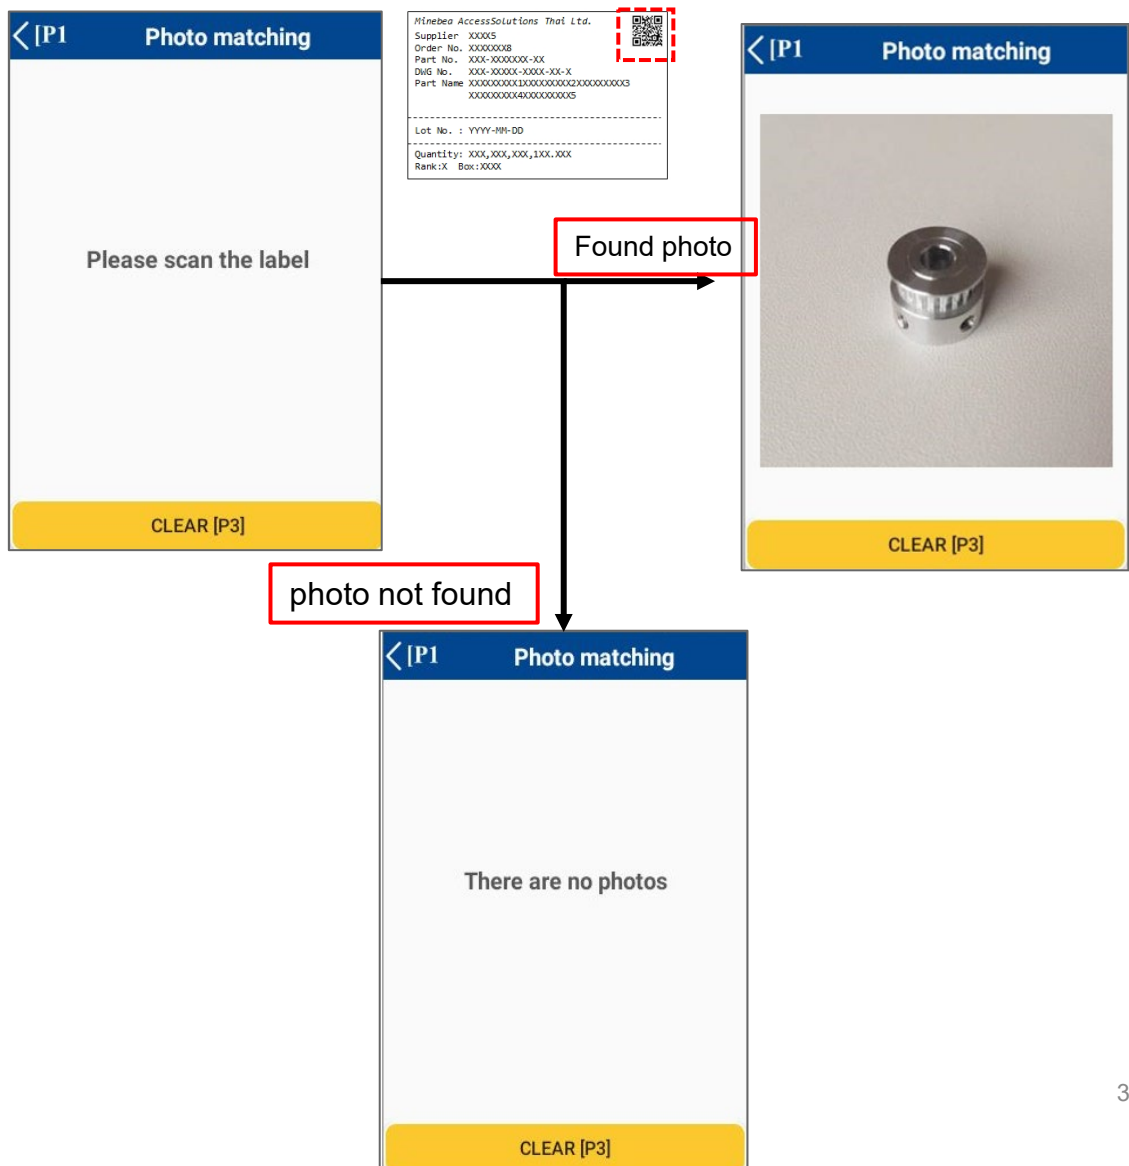 [P1
Photo matching
Please scan the label
CLEAR [P3]
Minebea AccessSolutions Thai Ltd.
Supplier XXXX5
Order No. XXXXXXX8
Part No. XXX-XXXXXXX-XX
DWG No. XXX-XXXXX-XXXX-XX-X
Part Name XXXXXXXXX1XXXXXXXXX2XXXXXXXXX3
XXXXXXXXX4XXXXXXXXX5
Lot No. : YYYY-MM-DD
Quantity: XXX,XXX,XXX,1XX.XXX
Rank:X Box:XXXX
Found photo
[P1
Photo matching
CLEAR [P3]
photo not found
[P1
Photo matching
There are no photos
CLEAR [P3]
3